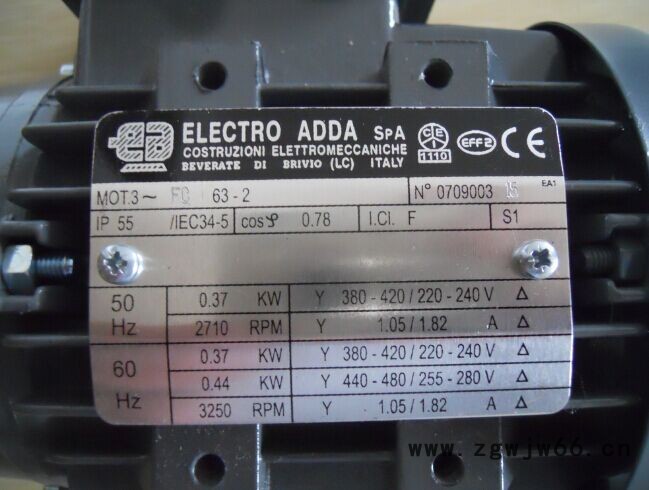 ELECTRO ADDA SpA
COSTRUZIONI ELETTROMECCANICHE
BEVERATE DI BRIVIO (LC) ITALY
CEI 1110 EFF2 CE
MOT.3~ FC 63-2 N° 0709003 15 EA1
IP 55 /IEC34-5 cosφ 0.78 I.Cl. F S1
50 Hz 0.37 KW Y 380-420/220-240 V Δ
2710 RPM Y 1.05/1.82 A Δ
60 Hz 0.37 KW Y 380-420/220-240 V Δ
0.44 KW Y 440-480/255-280 V Δ
3250 RPM Y 1.05/1.82 A Δ
www.zgwjw66.cn